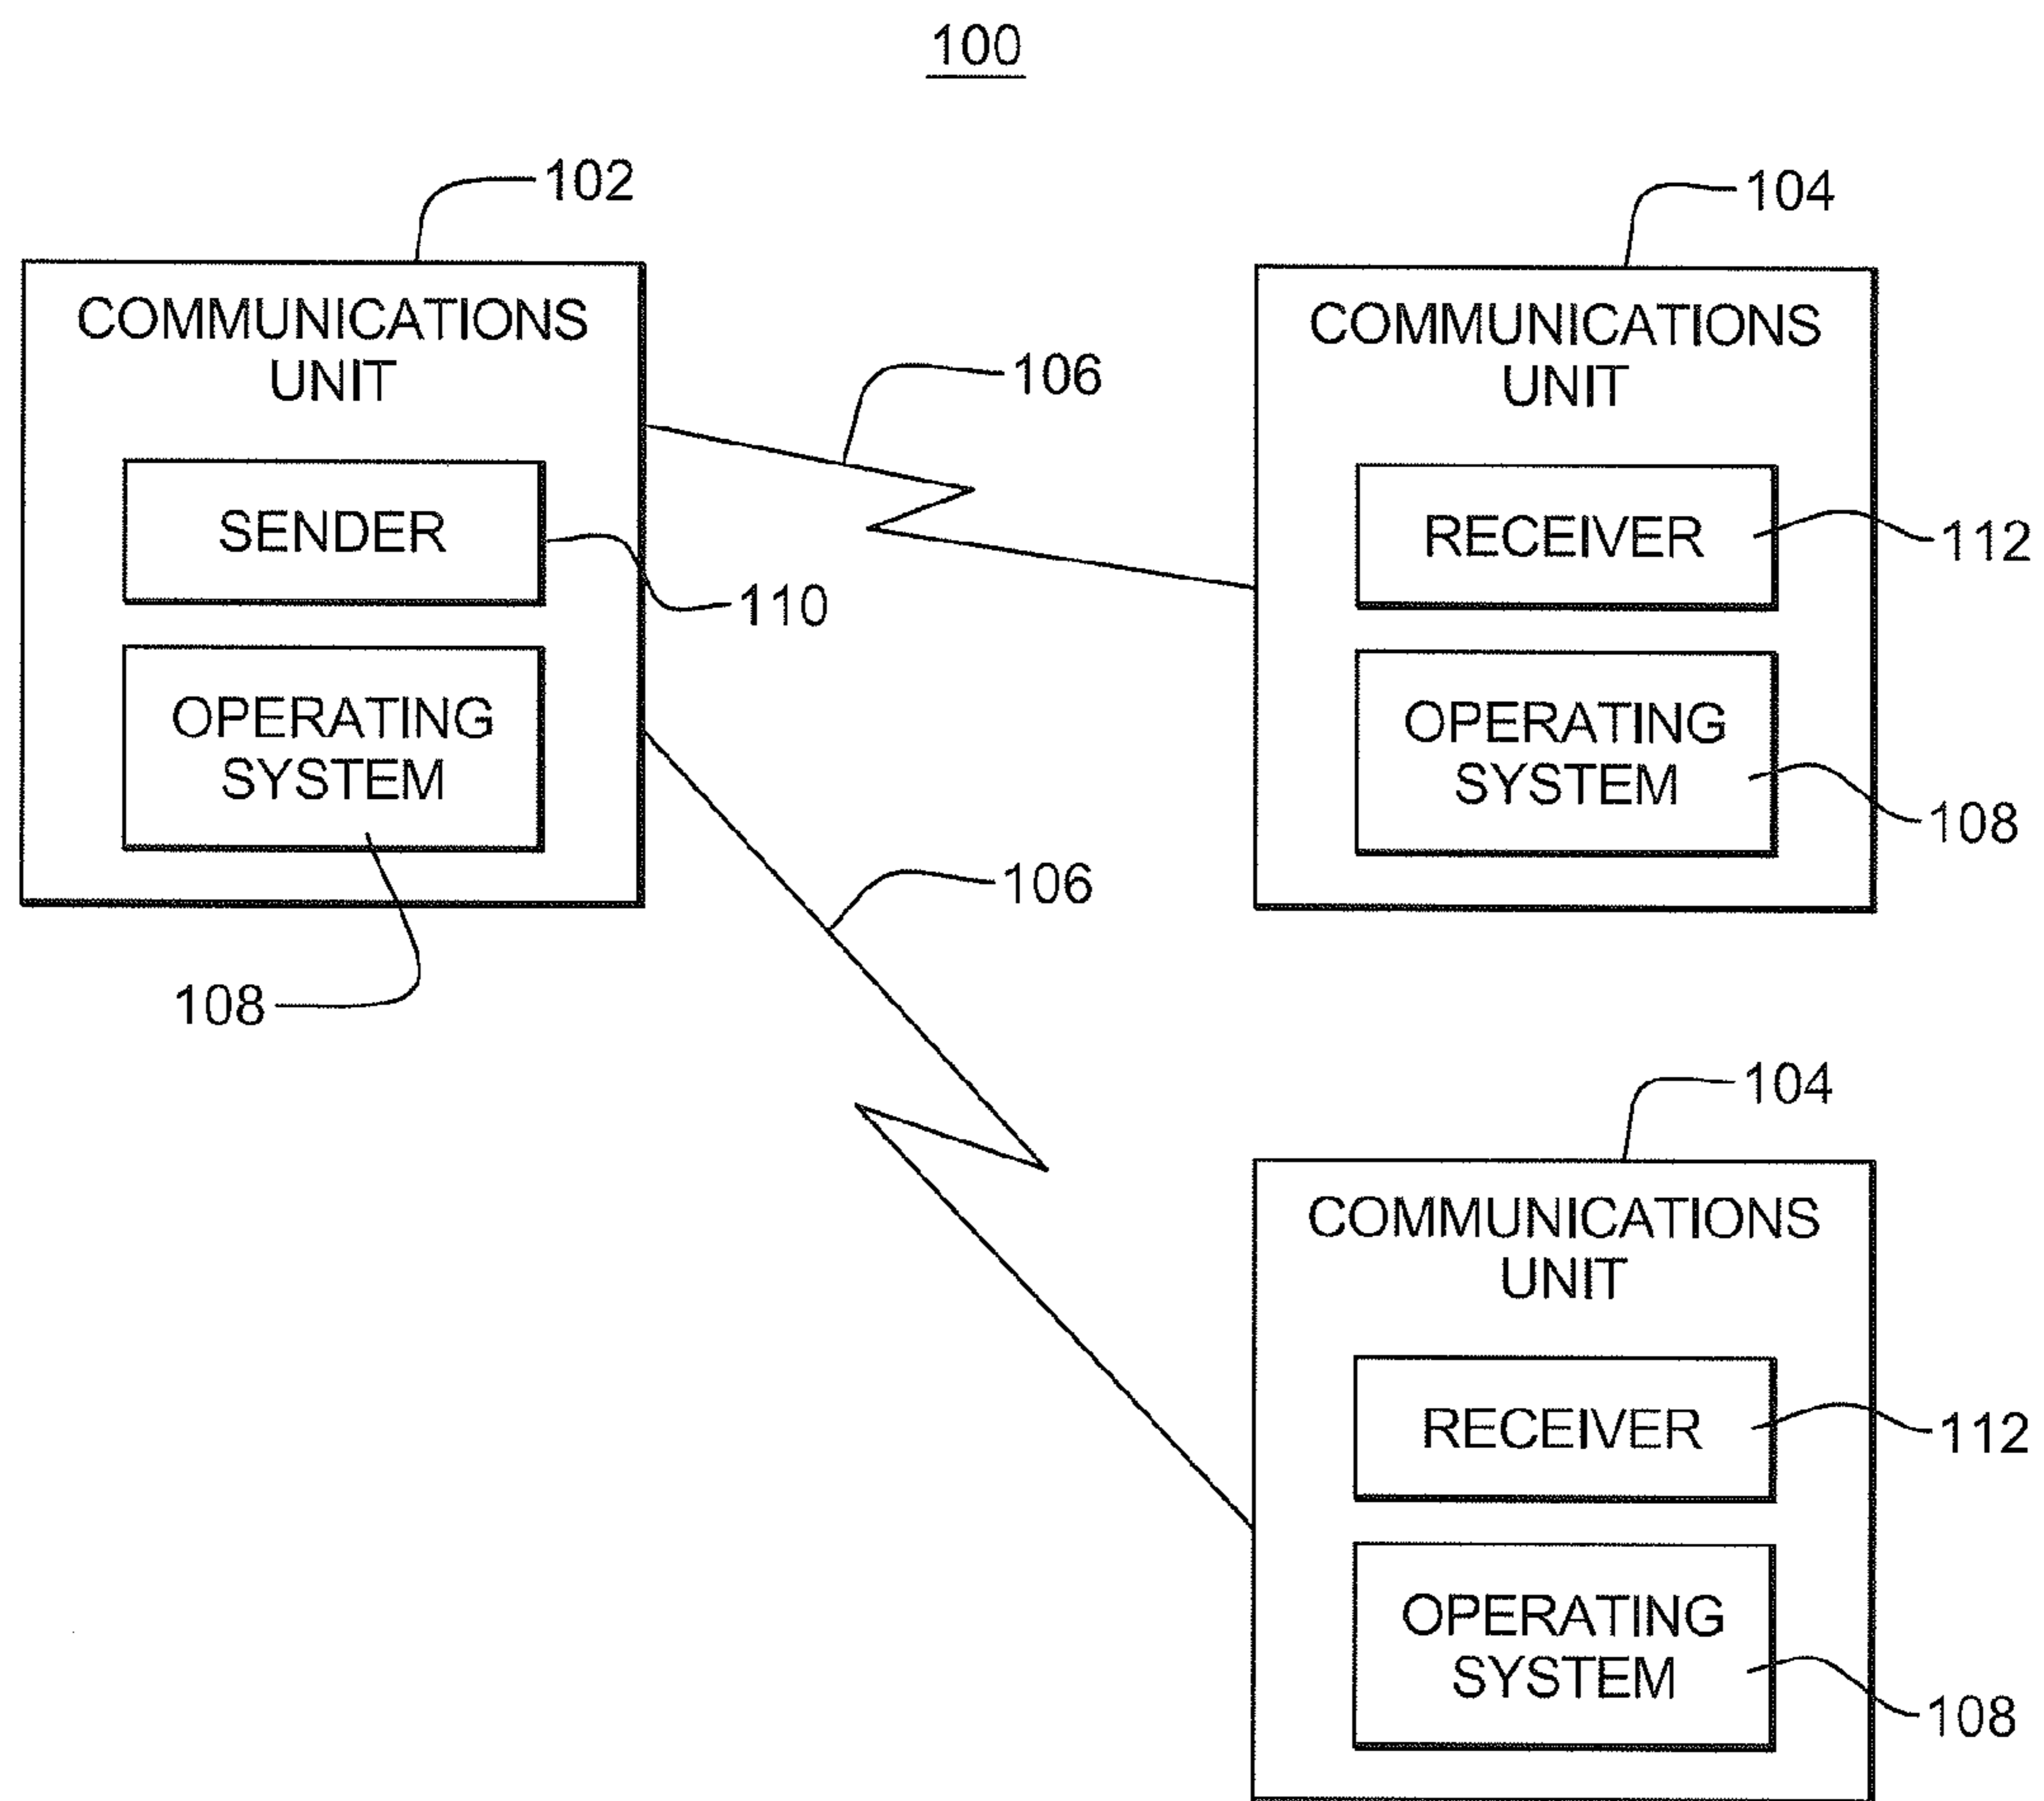 100
102
COMMUNICATIONS
UNIT
SENDER
110
OPERATING
SYSTEM
108
106
106
104
COMMUNICATIONS
UNIT
RECEIVER
112
OPERATING
SYSTEM
108
104
COMMUNICATIONS
UNIT
RECEIVER
112
OPERATING
SYSTEM
108